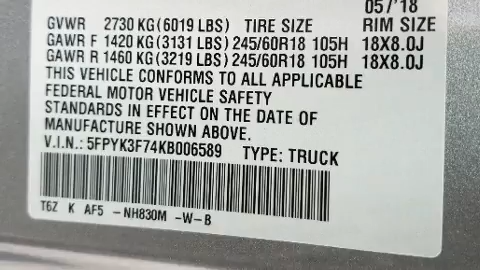 05/'18
GVWR 2730 KG(6019 LBS) TIRE SIZE RIM SIZE
GAWR F 1420 KG(3131 LBS) 245/60R18 105H 18X8.0J
GAWR R 1460 KG(3219 LBS) 245/60R18 105H 18X8.0J
THIS VEHICLE CONFORMS TO ALL APPLICABLE
FEDERAL MOTOR VEHICLE SAFETY
STANDARDS IN EFFECT ON THE DATE OF
MANUFACTURE SHOWN ABOVE.
V.I.N.: 5FPYK3F74KB006589 TYPE: TRUCK
T6Z K AF5 -NH830M -W-B